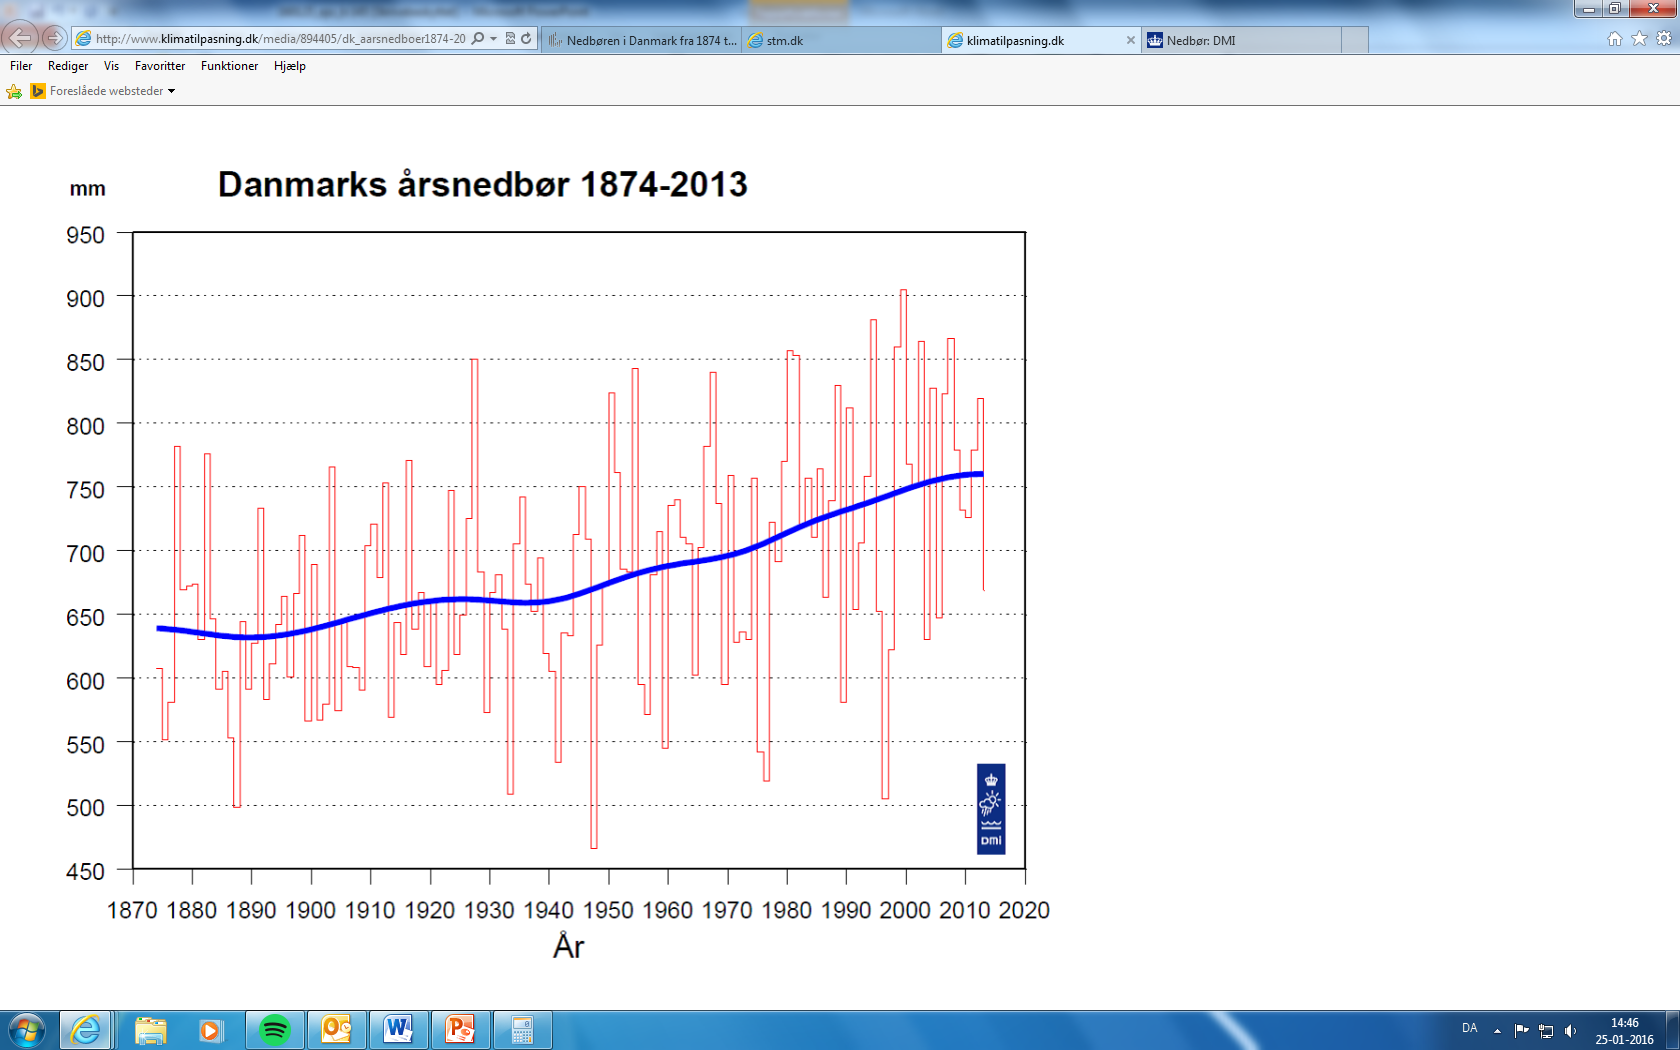 http://www.klimatilpasning.dk/media/894405/dk_aarsnedboer1874-20
Nedbøren i Danmark fra 1874 t...
stm.dk
klimatilpasning.dk
Nedbør: DMI
Filer Rediger Vis Favoritter Funktioner Hjælp
Foreslåede websteder
mm
Danmarks årsnedbør 1874-2013
950
900
850
800
750
700
650
600
550
500
450
DMI
1870 1880 1890 1900 1910 1920 1930 1940 1950 1960 1970 1980 1990 2000 2010 2020
År
DA
14:46
25-01-2016